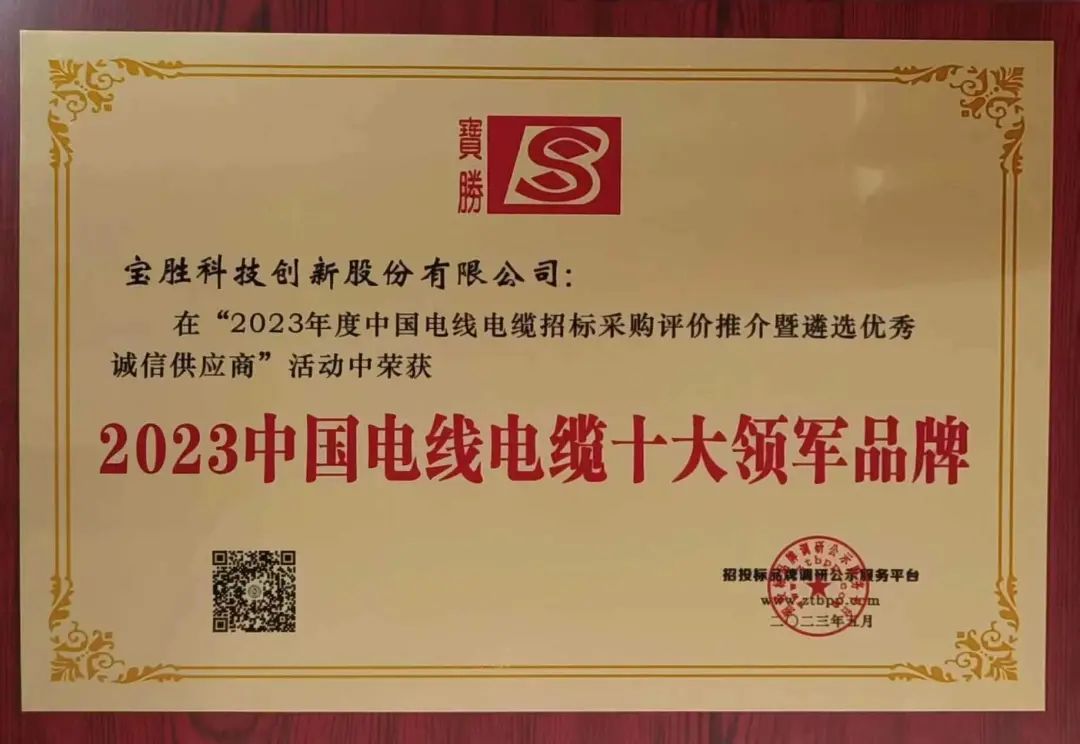 寶勝
宝胜科技创新股份有限公司:
在“2023年度中国电线电缆招标采购评价推介暨遴选优秀
诚信供应商”活动中荣获
2023中国电线电缆十大领军品牌
招投标品牌调研公示服务平台
www.ztbpp.com
二〇二三年五月